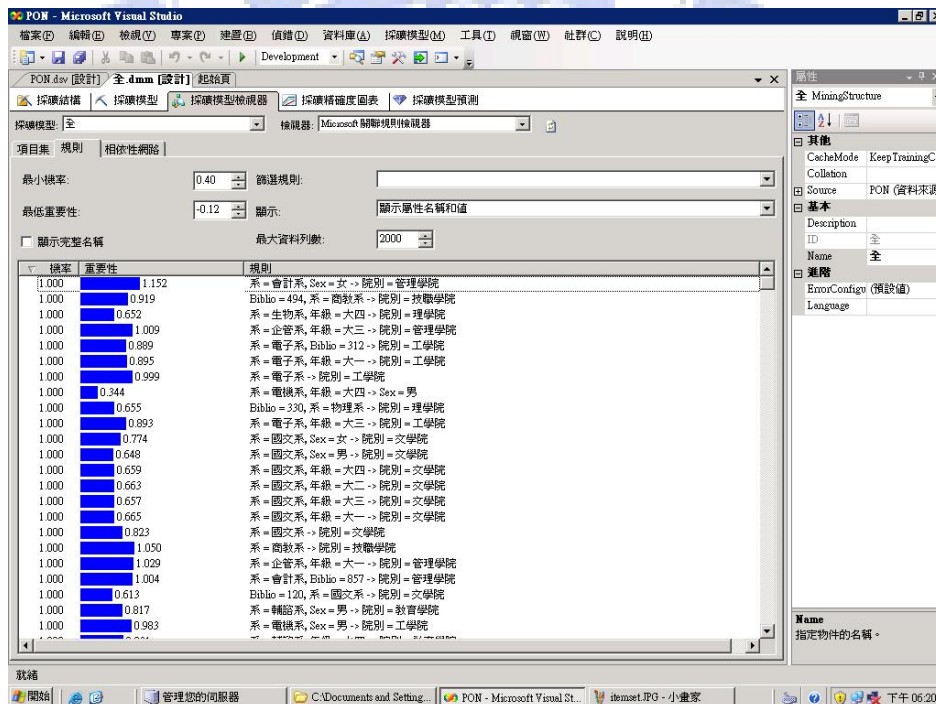 PON - Microsoft Visual Studio
檔案(F) 編輯(E) 檢視(V) 專案(P) 建置(B) 偵錯(D) 資料庫(A) 採礦模型(M) 工具(T) 視窗(W) 社群(C) 說明(H)
Development
PON.dsv [設計] 全.dmm [設計] 起始頁
採礦結構 採礦模型 採礦模型檢視器 採礦精確度圖表 採礦模型預測
採礦模型: 全 檢視器: Microsoft 關聯規則檢視器
項目集 規則 相依性網路
最小機率: 0.40 篩選規則:
最低重要性: -0.12 顯示: 顯示屬性名稱和值
顯示完整名稱 最大資料列數: 2000
機率 重要性 規則
1.000 1.152 系 = 會計系, Sex = 女 -> 院別 = 管理學院
1.000 0.919 Biblio = 494, 系 = 商教系 -> 院別 = 技職學院
1.000 0.652 系 = 生物系, 年級 = 大四 -> 院別 = 理學院
1.000 1.009 系 = 企管系, 年級 = 大三 -> 院別 = 管理學院
1.000 0.889 系 = 電子系, Biblio = 312 -> 院別 = 工學院
1.000 0.895 系 = 電子系, 年級 = 大一 -> 院別 = 工學院
1.000 0.999 系 = 電子系 -> 院別 = 工學院
1.000 0.344 系 = 電機系, 年級 = 大四 -> Sex = 男
1.000 0.655 Biblio = 330, 系 = 物理系 -> 院別 = 理學院
1.000 0.893 系 = 電子系, 年級 = 大三 -> 院別 = 工學院
1.000 0.774 系 = 國文系, Sex = 女 -> 院別 = 文學院
1.000 0.648 系 = 國文系, Sex = 男 -> 院別 = 文學院
1.000 0.659 系 = 國文系, 年級 = 大四 -> 院別 = 文學院
1.000 0.663 系 = 國文系, 年級 = 大二 -> 院別 = 文學院
1.000 0.657 系 = 國文系, 年級 = 大三 -> 院別 = 文學院
1.000 0.665 系 = 國文系, 年級 = 大一 -> 院別 = 文學院
1.000 0.823 系 = 國文系 -> 院別 = 文學院
1.000 1.050 系 = 商教系 -> 院別 = 技職學院
1.000 1.029 系 = 企管系, 年級 = 大一 -> 院別 = 管理學院
1.000 1.004 系 = 會計系, Biblio = 857 -> 院別 = 管理學院
1.000 0.613 Biblio = 120, 系 = 國文系 -> 院別 = 文學院
1.000 0.817 系 = 輔諮系, Sex = 男 -> 院別 = 教育學院
1.000 0.983 系 = 電機系, Sex = 男 -> 院別 = 工學院
屬性
全 MiningStructure
其他
CacheMode KeepTrainingC
Collation
Source PON (資料來源
基本
Description
ID 全
Name 全
進階
ErrorConfigu (預設值)
Language
Name
指定物件的名稱。
就緒
開始 管理您的伺服器 C:\Documents and Setting... PON - Microsoft Visual St... itemset.JPG - 小畫家 下午 06:20